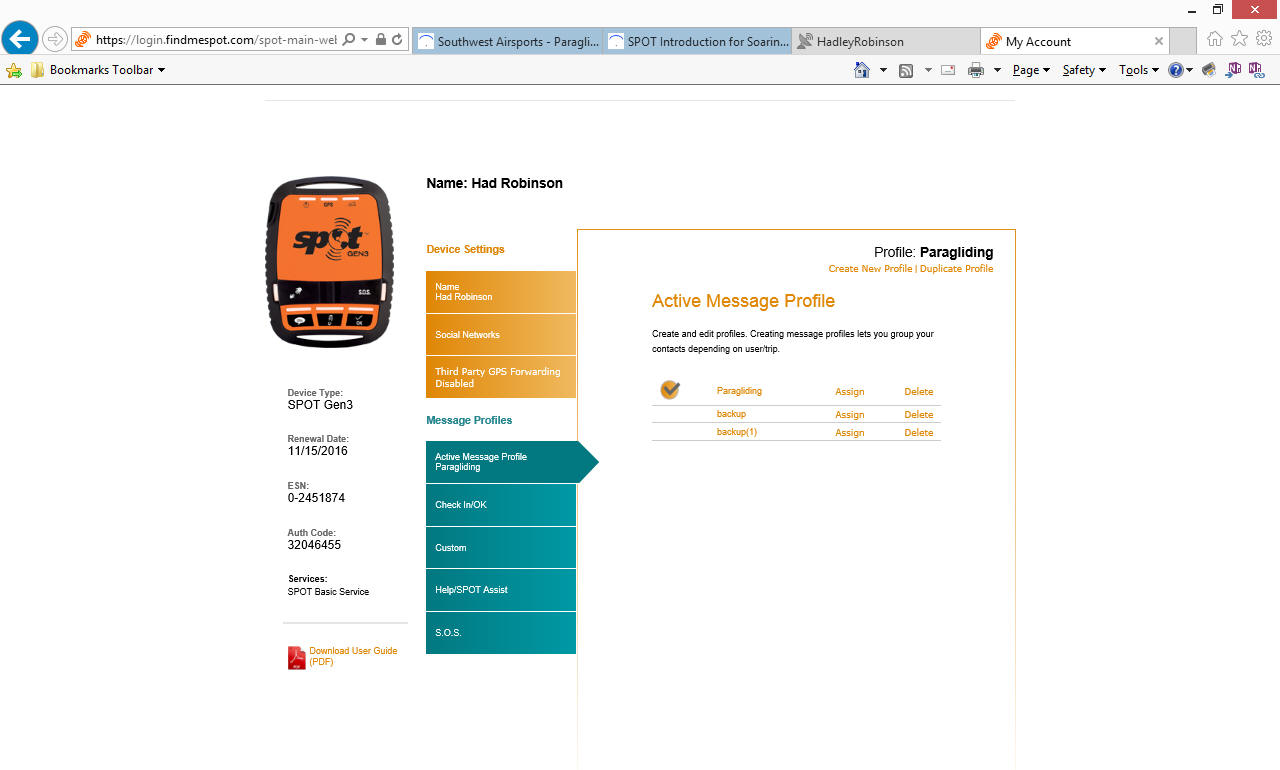 https://login.findmespot.com/spot-main-wel
Southwest Airsports - Paragli...
SPOT Introduction for Soarin...
HadleyRobinson
My Account
Bookmarks Toolbar
Page
Safety
Tools
Name: Had Robinson
spot
GEN3
GPS
S.O.S.
OK
Device Type:
SPOT Gen3
Renewal Date:
11/15/2016
ESN:
0-2451874
Auth Code:
32046455
Services:
SPOT Basic Service
Download User Guide
(PDF)
Device Settings
Name
Had Robinson
Social Networks
Third Party GPS Forwarding
Disabled
Message Profiles
Active Message Profile
Paragliding
Check In/OK
Custom
Help/SPOT Assist
S.O.S.
Profile: Paragliding
Create New Profile | Duplicate Profile
Active Message Profile
Create and edit profiles. Creating message profiles lets you group your
contacts depending on user/trip.
Paragliding Assign Delete
backup Assign Delete
backup(1) Assign Delete